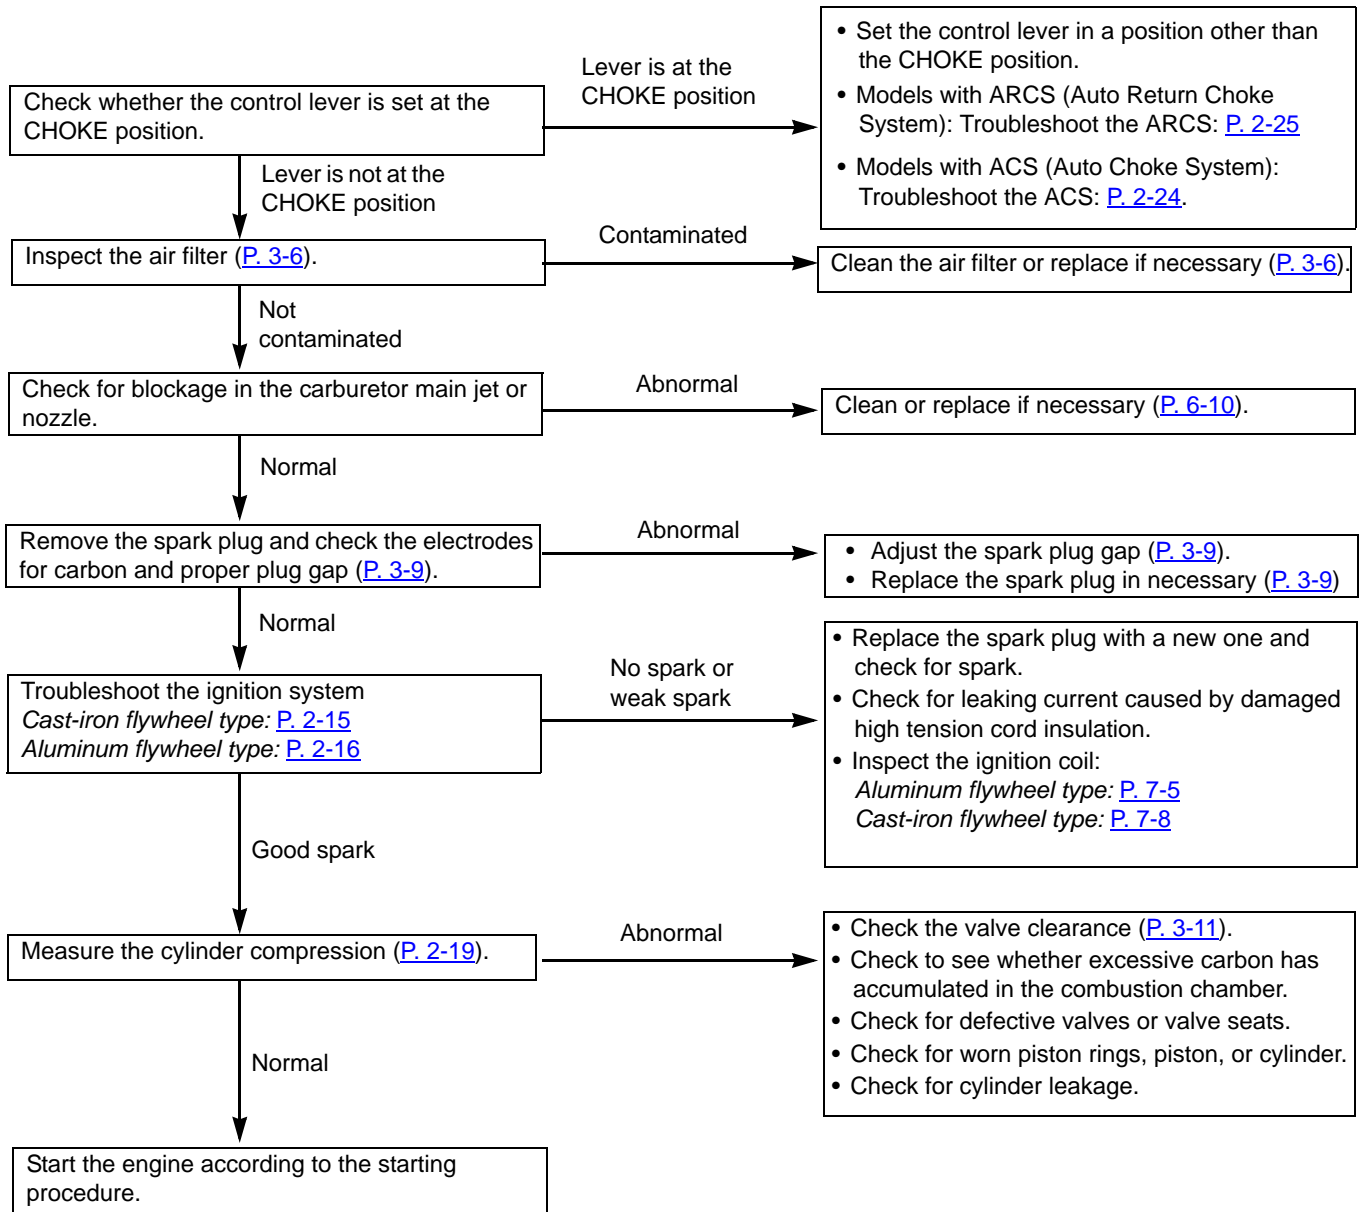 Check whether the control lever is set at the
CHOKE position.
Lever is at the
CHOKE position
• Set the control lever in a position other than
the CHOKE position.
• Models with ARCS (Auto Return Choke
System): Troubleshoot the ARCS: P. 2-25
• Models with ACS (Auto Choke System):
Troubleshoot the ACS: P. 2-24.
Lever is not at the
CHOKE position
Inspect the air filter (P. 3-6).
Contaminated
Clean the air filter or replace if necessary (P. 3-6).
Not
contaminated
Check for blockage in the carburetor main jet or
nozzle.
Abnormal
Clean or replace if necessary (P. 6-10).
Normal
Remove the spark plug and check the electrodes
for carbon and proper plug gap (P. 3-9).
Abnormal
• Adjust the spark plug gap (P. 3-9).
• Replace the spark plug in necessary (P. 3-9)
Normal
Troubleshoot the ignition system
Cast-iron flywheel type: P. 2-15
Aluminum flywheel type: P. 2-16
No spark or
weak spark
• Replace the spark plug with a new one and
check for spark.
• Check for leaking current caused by damaged
high tension cord insulation.
• Inspect the ignition coil:
Aluminum flywheel type: P. 7-5
Cast-iron flywheel type: P. 7-8
Good spark
Measure the cylinder compression (P. 2-19).
Abnormal
• Check the valve clearance (P. 3-11).
• Check to see whether excessive carbon has
accumulated in the combustion chamber.
• Check for defective valves or valve seats.
• Check for worn piston rings, piston, or cylinder.
• Check for cylinder leakage.
Normal
Start the engine according to the starting
procedure.